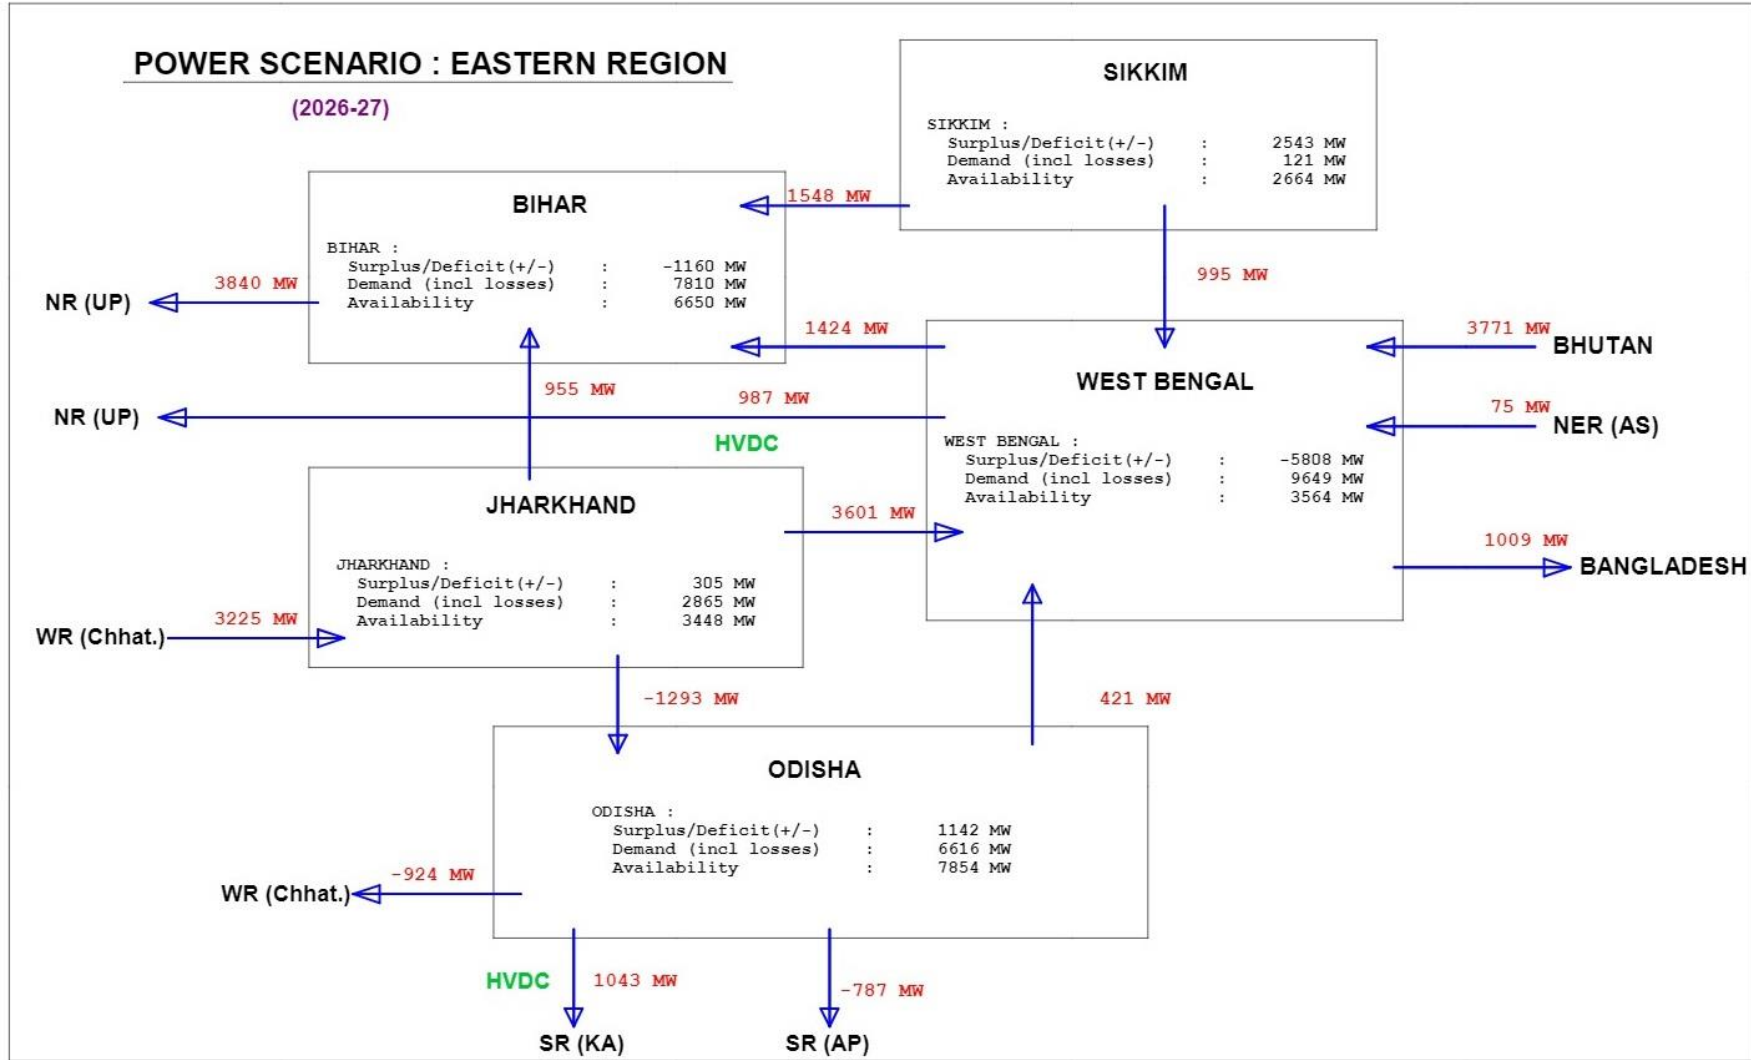 POWER SCENARIO : EASTERN REGION
(2026-27)
SIKKIM
SIKKIM :
Surplus/Deficit(+/-) : 2543 MW
Demand (incl losses) : 121 MW
Availability : 2664 MW
1548 MW
995 MW
BIHAR
BIHAR :
Surplus/Deficit(+/-) : -1160 MW
Demand (incl losses) : 7810 MW
Availability : 6650 MW
3840 MW
NR (UP)
1424 MW
955 MW
987 MW
NR (UP)
HVDC
WEST BENGAL
WEST BENGAL :
Surplus/Deficit(+/-) : -5808 MW
Demand (incl losses) : 9649 MW
Availability : 3564 MW
3771 MW
BHUTAN
75 MW
NER (AS)
1009 MW
BANGLADESH
JHARKHAND
JHARKHAND :
Surplus/Deficit(+/-) : 305 MW
Demand (incl losses) : 2865 MW
Availability : 3448 MW
3601 MW
3225 MW
WR (Chhat.)
-1293 MW
421 MW
ODISHA
ODISHA :
Surplus/Deficit(+/-) : 1142 MW
Demand (incl losses) : 6616 MW
Availability : 7854 MW
-924 MW
WR (Chhat.)
HVDC
1043 MW
-787 MW
SR (KA)
SR (AP)